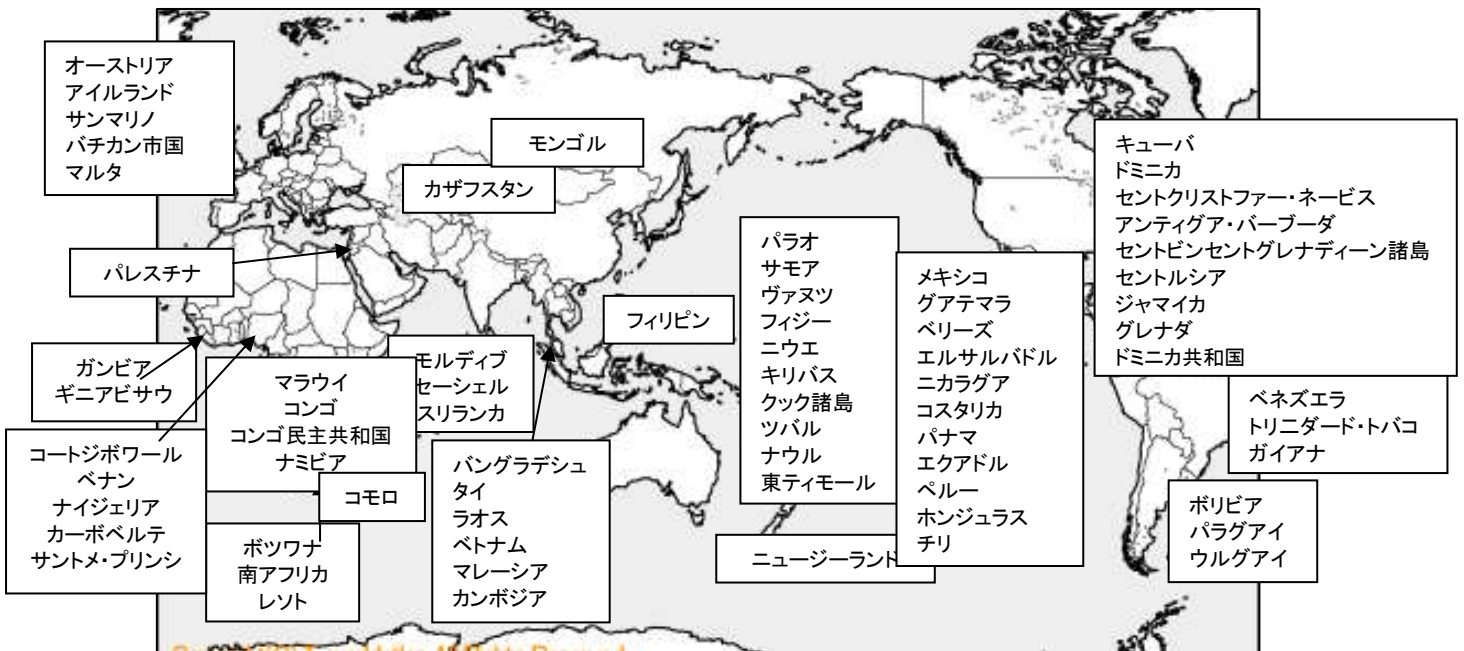 オーストリア
アイルランド
サンマリノ
バチカン市国
マルタ
モンゴル
カザフスタン
パレスチナ
ガンビア
ギニアビサウ
コートジボワール
ベナン
ナイジェリア
カーボベルテ
サントメ・プリンシ
マラウイ
コンゴ
コンゴ民主共和国
ナミビア
コモロ
ボツワナ
南アフリカ
レソト
モルディブ
セーシェル
スリランカ
バングラデシュ
タイ
ラオス
ベトナム
マレーシア
カンボジア
フィリピン
パラオ
サモア
ヴァヌツ
フィジー
ニウエ
キリバス
クック諸島
ツバル
ナウル
東ティモール
ニュージーランド
メキシコ
グアテマラ
ベリーズ
エルサルバドル
ニカラグア
コスタリカ
パナマ
エクアドル
ペルー
ホンジュラス
チリ
キューバ
ドミニカ
セントクリストファー・ネービス
アンティグア・バーブーダ
セントビンセントグレナディーン諸島
セントルシア
ジャマイカ
グレナダ
ドミニカ共和国
ベネズエラ
トリニダード・トバコ
ガイアナ
ボリビア
パラグアイ
ウルグアイ